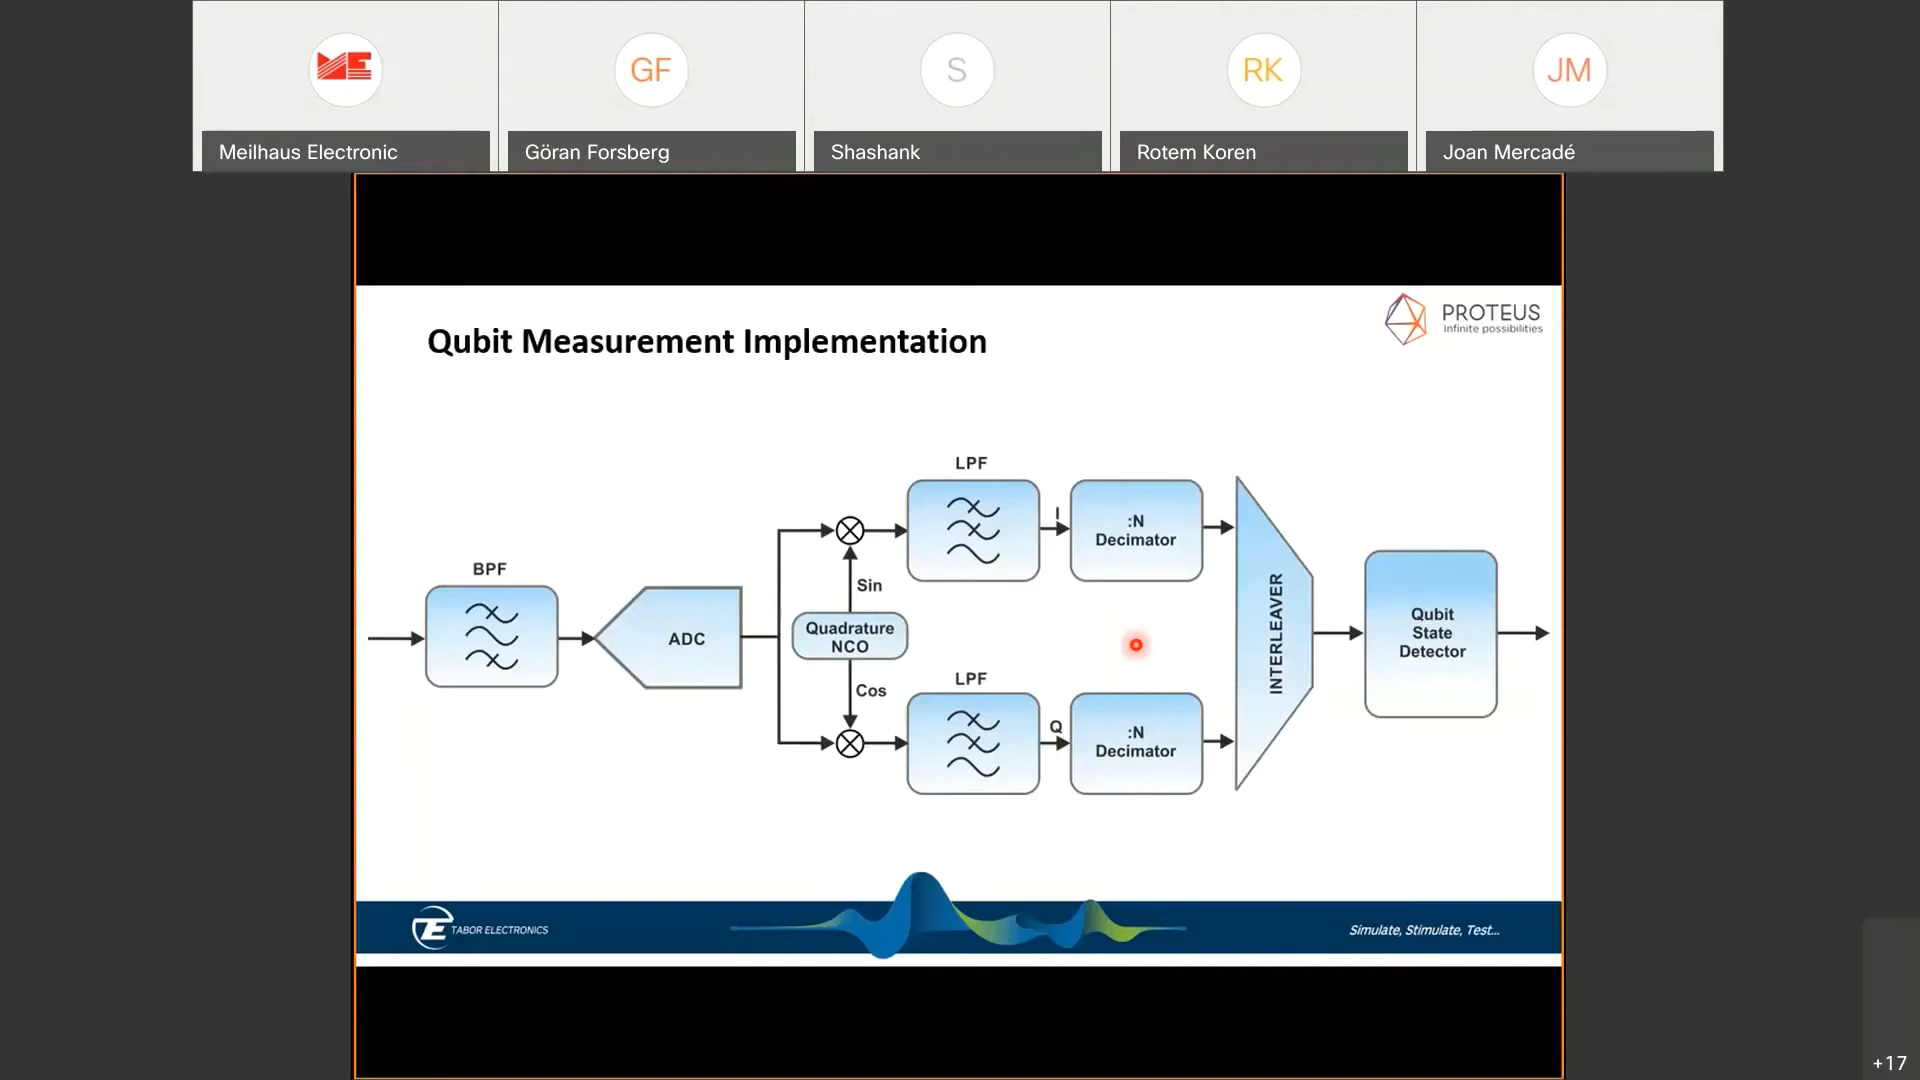 GF
S
RK
JM
Meilhaus Electronic
Göran Forsberg
Shashank
Rotem Koren
Joan Mercadé
PROTEUS
Infinite possibilities
Qubit Measurement Implementation
BPF
ADC
Quadrature
NCO
Sin
Cos
LPF
I
:N
Decimator
LPF
Q
:N
Decimator
INTERLEAVER
Qubit
State
Detector
TABOR ELECTRONICS
Simulate, Stimulate, Test...
+17